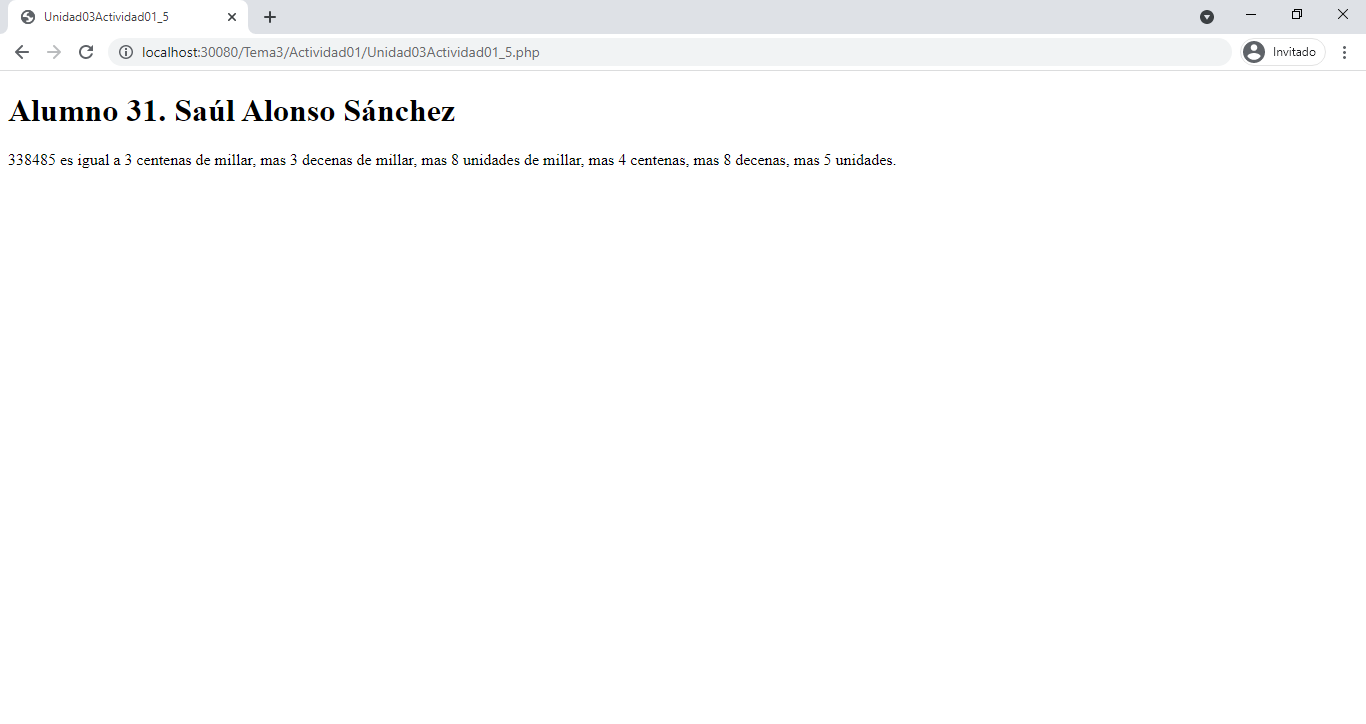 Unidad03Actividad01_5
localhost:30080/Tema3/Actividad01/Unidad03Actividad01_5.php
Invitado
Alumno 31. Saúl Alonso Sánchez
338485 es igual a 3 centenas de millar, mas 3 decenas de millar, mas 8 unidades de millar, mas 4 centenas, mas 8 decenas, mas 5 unidades.